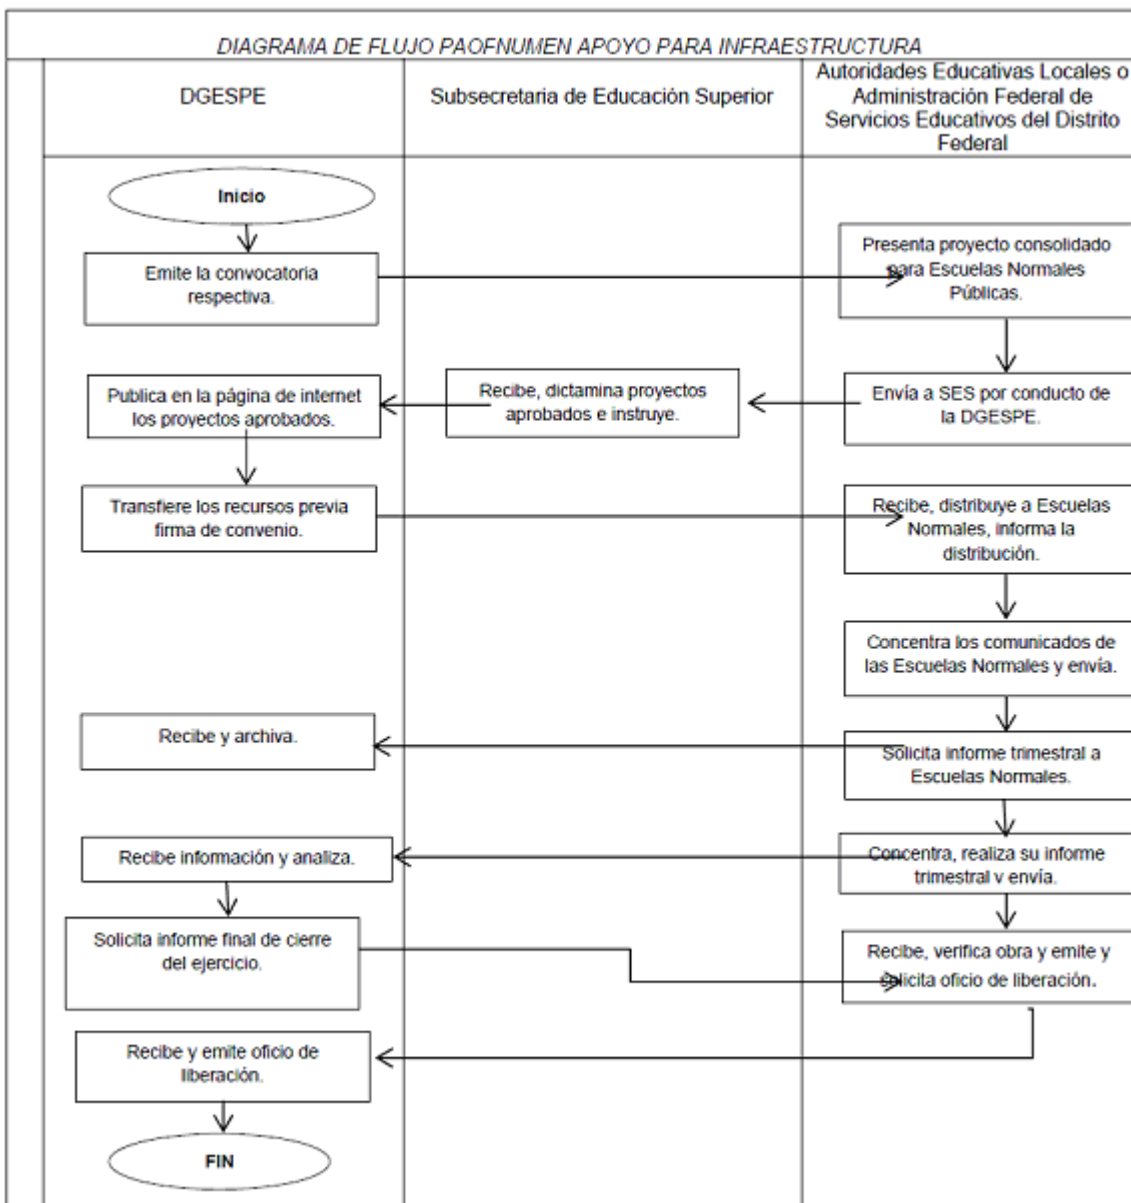 DIAGRAMA DE FLUJO PAOFNUMEN APOYO PARA INFRAESTRUCTURA
DGESPE
Subsecretaria de Educación Superior
Autoridades Educativas Locales o
Administración Federal de
Servicios Educativos del Distrito
Federal
Inicio
Emite la convocatoria
respectiva.
Presenta proyecto consolidado
para Escuelas Normales
Públicas.
Publica en la página de internet
los proyectos aprobados.
Recibe, dictamina proyectos
aprobados e instruye.
Envía a SES por conducto de
la DGESPE.
Transfiere los recursos previa
firma de convenio.
Recibe, distribuye a Escuelas
Normales, informa la
distribución.
Concentra los comunicados de
las Escuelas Normales y envía.
Recibe y archiva.
Solicita informe trimestral a
Escuelas Normales.
Recibe información y analiza.
Concentra, realiza su informe
trimestral y envía.
Solicita informe final de cierre
del ejercicio.
Recibe, verifica obra y emite y
solicita oficio de liberación.
Recibe y emite oficio de
liberación.
FIN